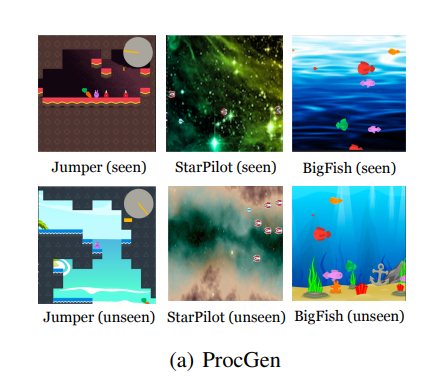 Jumper (seen) StarPilot (seen) BigFish (seen)
Jumper (unseen) StarPilot (unseen) BigFish (unseen)
(a) ProcGen